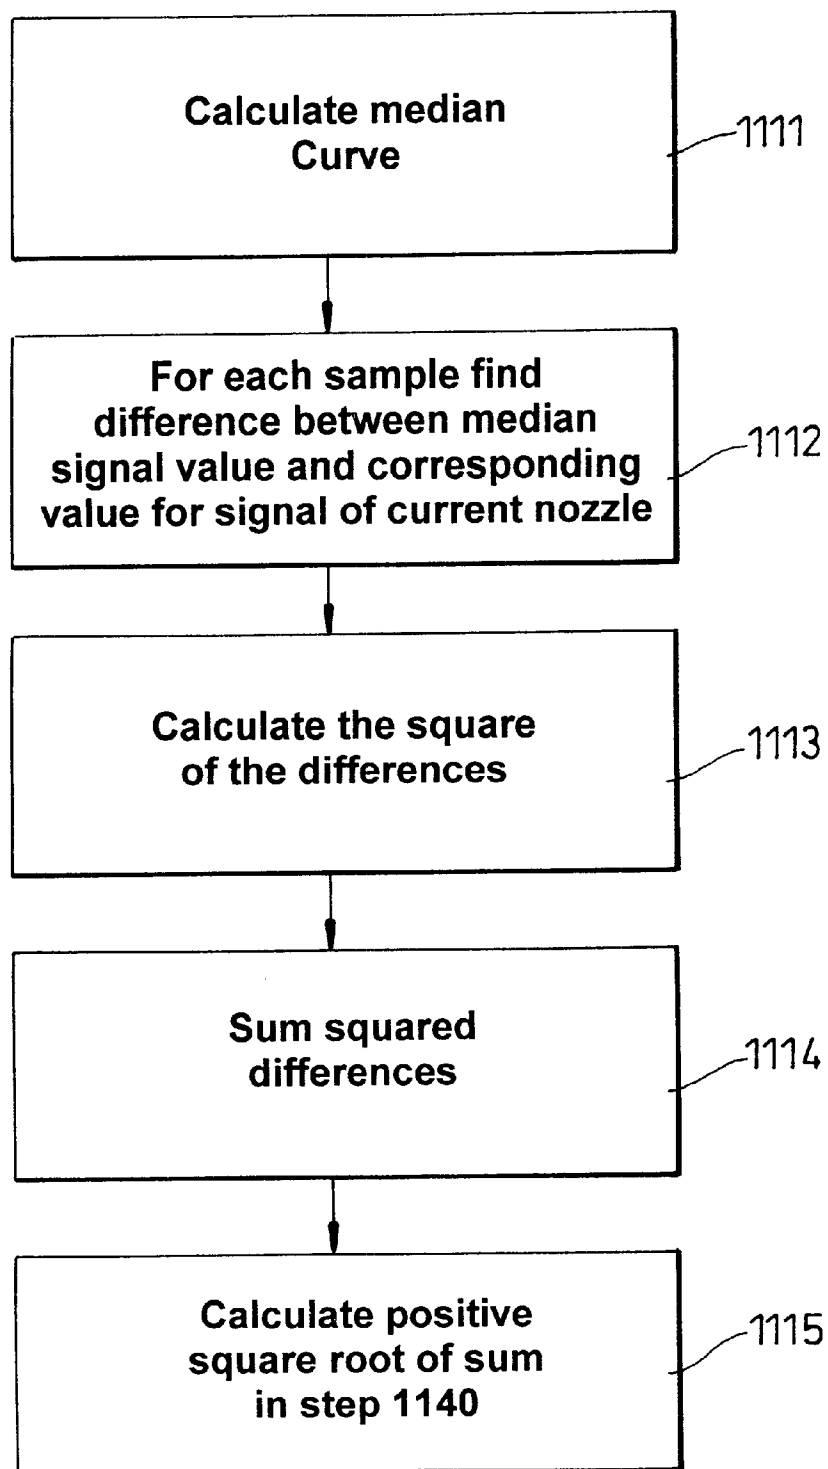 Calculate median
Curve
1111
For each sample find
difference between median
signal value and corresponding
value for signal of current nozzle
1112
Calculate the square
of the differences
1113
Sum squared
differences
1114
Calculate positive
square root of sum
in step 1140
1115